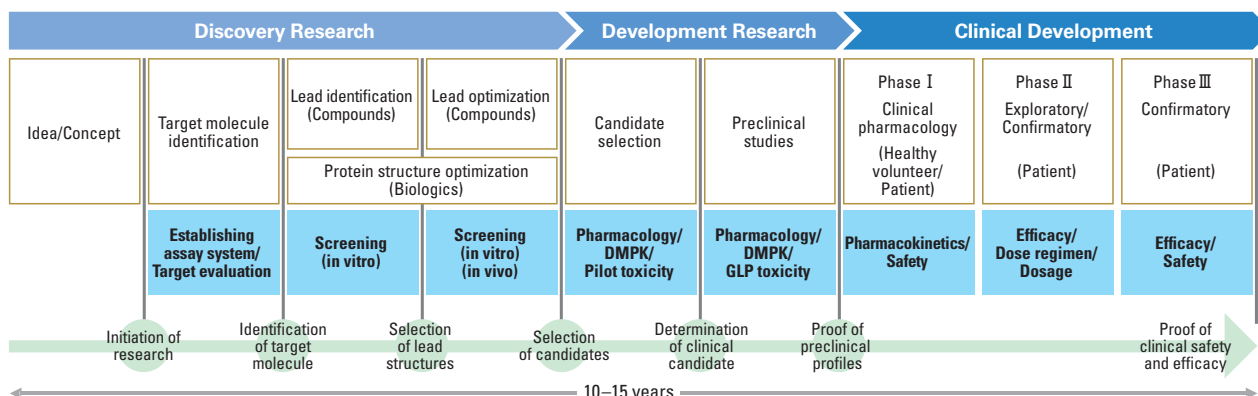 Discovery Research
Development Research
Clinical Development
Idea/Concept
Target molecule
identification
Lead identification
(Compounds)
Lead optimization
(Compounds)
Protein structure optimization
(Biologics)
Candidate
selection
Preclinical
studies
Phase Ⅰ
Clinical
pharmacology
(Healthy
volunteer/
Patient)
Phase Ⅱ
Exploratory/
Confirmatory
(Patient)
Phase Ⅲ
Confirmatory
(Patient)
Establishing
assay system/
Target evaluation
Screening
(in vitro)
Screening
(in vitro)
(in vivo)
Pharmacology/
DMPK/
Pilot toxicity
Pharmacology/
DMPK/
GLP toxicity
Pharmacokinetics/
Safety
Efficacy/
Dose regimen/
Dosage
Efficacy/
Safety
Initiation of
research
Identification
of target
molecule
Selection
of lead
structures
Selection
of candidates
Determination
of clinical
candidate
Proof of
preclinical
profiles
Proof of
clinical safety
and efficacy
10–15 years